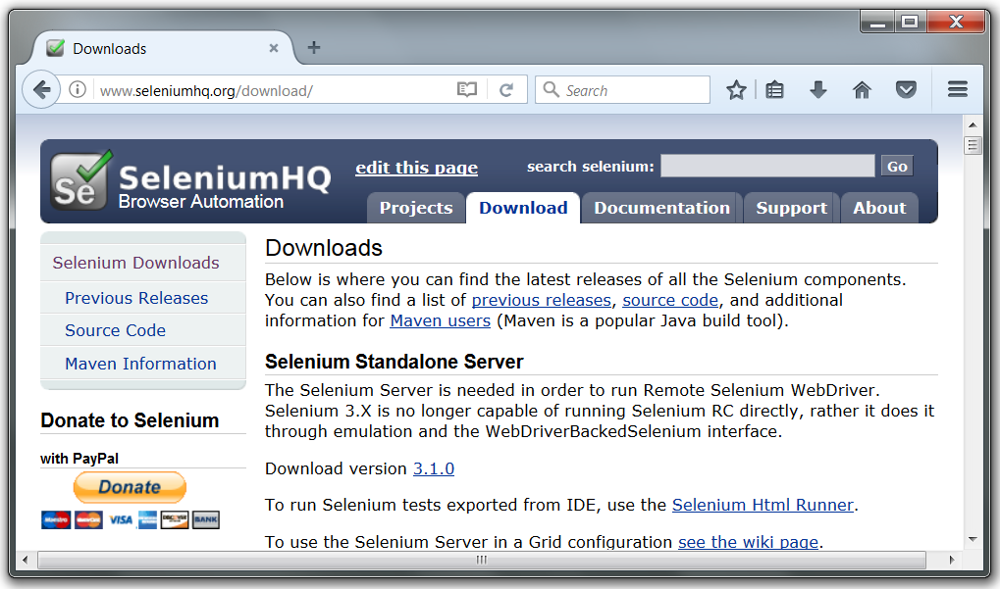 Downloads
www.seleniumhq.org/download/
Search
Se
SeleniumHQ
Browser Automation
edit this page
search selenium:
Go
Projects
Download
Documentation
Support
About
Selenium Downloads
Previous Releases
Source Code
Maven Information
Donate to Selenium
with PayPal
Donate
Maestro
MasterCard
VISA
DISCOVER
BANK
Downloads
Below is where you can find the latest releases of all the Selenium components.
You can also find a list of previous releases, source code, and additional
information for Maven users (Maven is a popular Java build tool).
Selenium Standalone Server
The Selenium Server is needed in order to run Remote Selenium WebDriver.
Selenium 3.X is no longer capable of running Selenium RC directly, rather it does it
through emulation and the WebDriverBackedSelenium interface.
Download version 3.1.0
To run Selenium tests exported from IDE, use the Selenium Html Runner.
To use the Selenium Server in a Grid configuration see the wiki page.